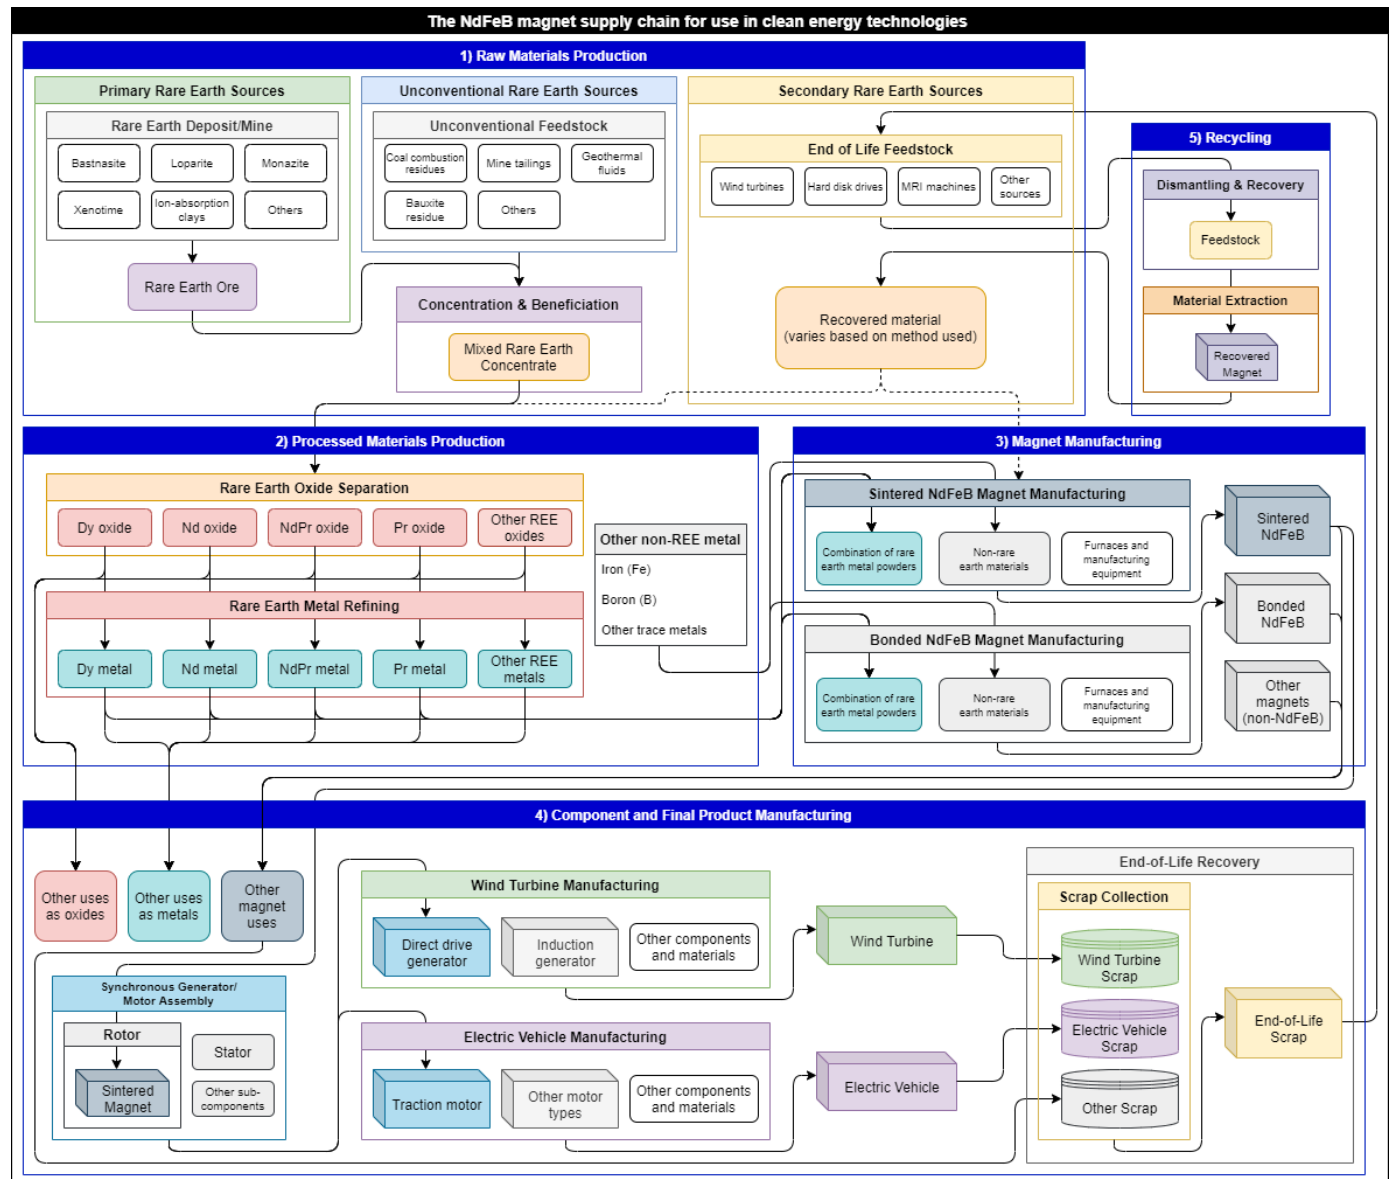 The NdFeB magnet supply chain for use in clean energy technologies
1) Raw Materials Production
Primary Rare Earth Sources
Rare Earth Deposit/Mine
Bastnasite
Loparite
Monazite
Xenotime
Ion-absorption
clays
Others
Rare Earth Ore
Unconventional Rare Earth Sources
Unconventional Feedstock
Coal combustion
residues
Mine tailings
Geothermal
fluids
Bauxite
residue
Others
Concentration & Beneficiation
Mixed Rare Earth
Concentrate
Secondary Rare Earth Sources
End of Life Feedstock
Wind turbines
Hard disk drives
MRI machines
Other
sources
Recovered material
(varies based on method used)
5) Recycling
Dismantling & Recovery
Feedstock
Material Extraction
Recovered
Magnet
2) Processed Materials Production
Rare Earth Oxide Separation
Dy oxide
Nd oxide
NdPr oxide
Pr oxide
Other REE
oxides
Rare Earth Metal Refining
Dy metal
Nd metal
NdPr metal
Pr metal
Other REE
metals
Other non-REE metal
Iron (Fe)
Boron (B)
Other trace metals
3) Magnet Manufacturing
Sintered NdFeB Magnet Manufacturing
Combination of rare
earth metal powders
Non-rare
earth materials
Furnaces and
manufacturing
equipment
Bonded NdFeB Magnet Manufacturing
Combination of rare
earth metal powders
Non-rare
earth materials
Furnaces and
manufacturing
equipment
Sintered
NdFeB
Bonded
NdFeB
Other
magnets
(non-NdFeB)
4) Component and Final Product Manufacturing
Other uses
as oxides
Other uses
as metals
Other
magnet
uses
Synchronous Generator/
Motor Assembly
Rotor
Sintered
Magnet
Stator
Other sub-
components
Wind Turbine Manufacturing
Direct drive
generator
Induction
generator
Other components
and materials
Electric Vehicle Manufacturing
Traction motor
Other motor
types
Other components
and materials
Wind Turbine
Electric Vehicle
End-of-Life Recovery
Scrap Collection
Wind Turbine
Scrap
Electric Vehicle
Scrap
Other Scrap
End-of-Life
Scrap